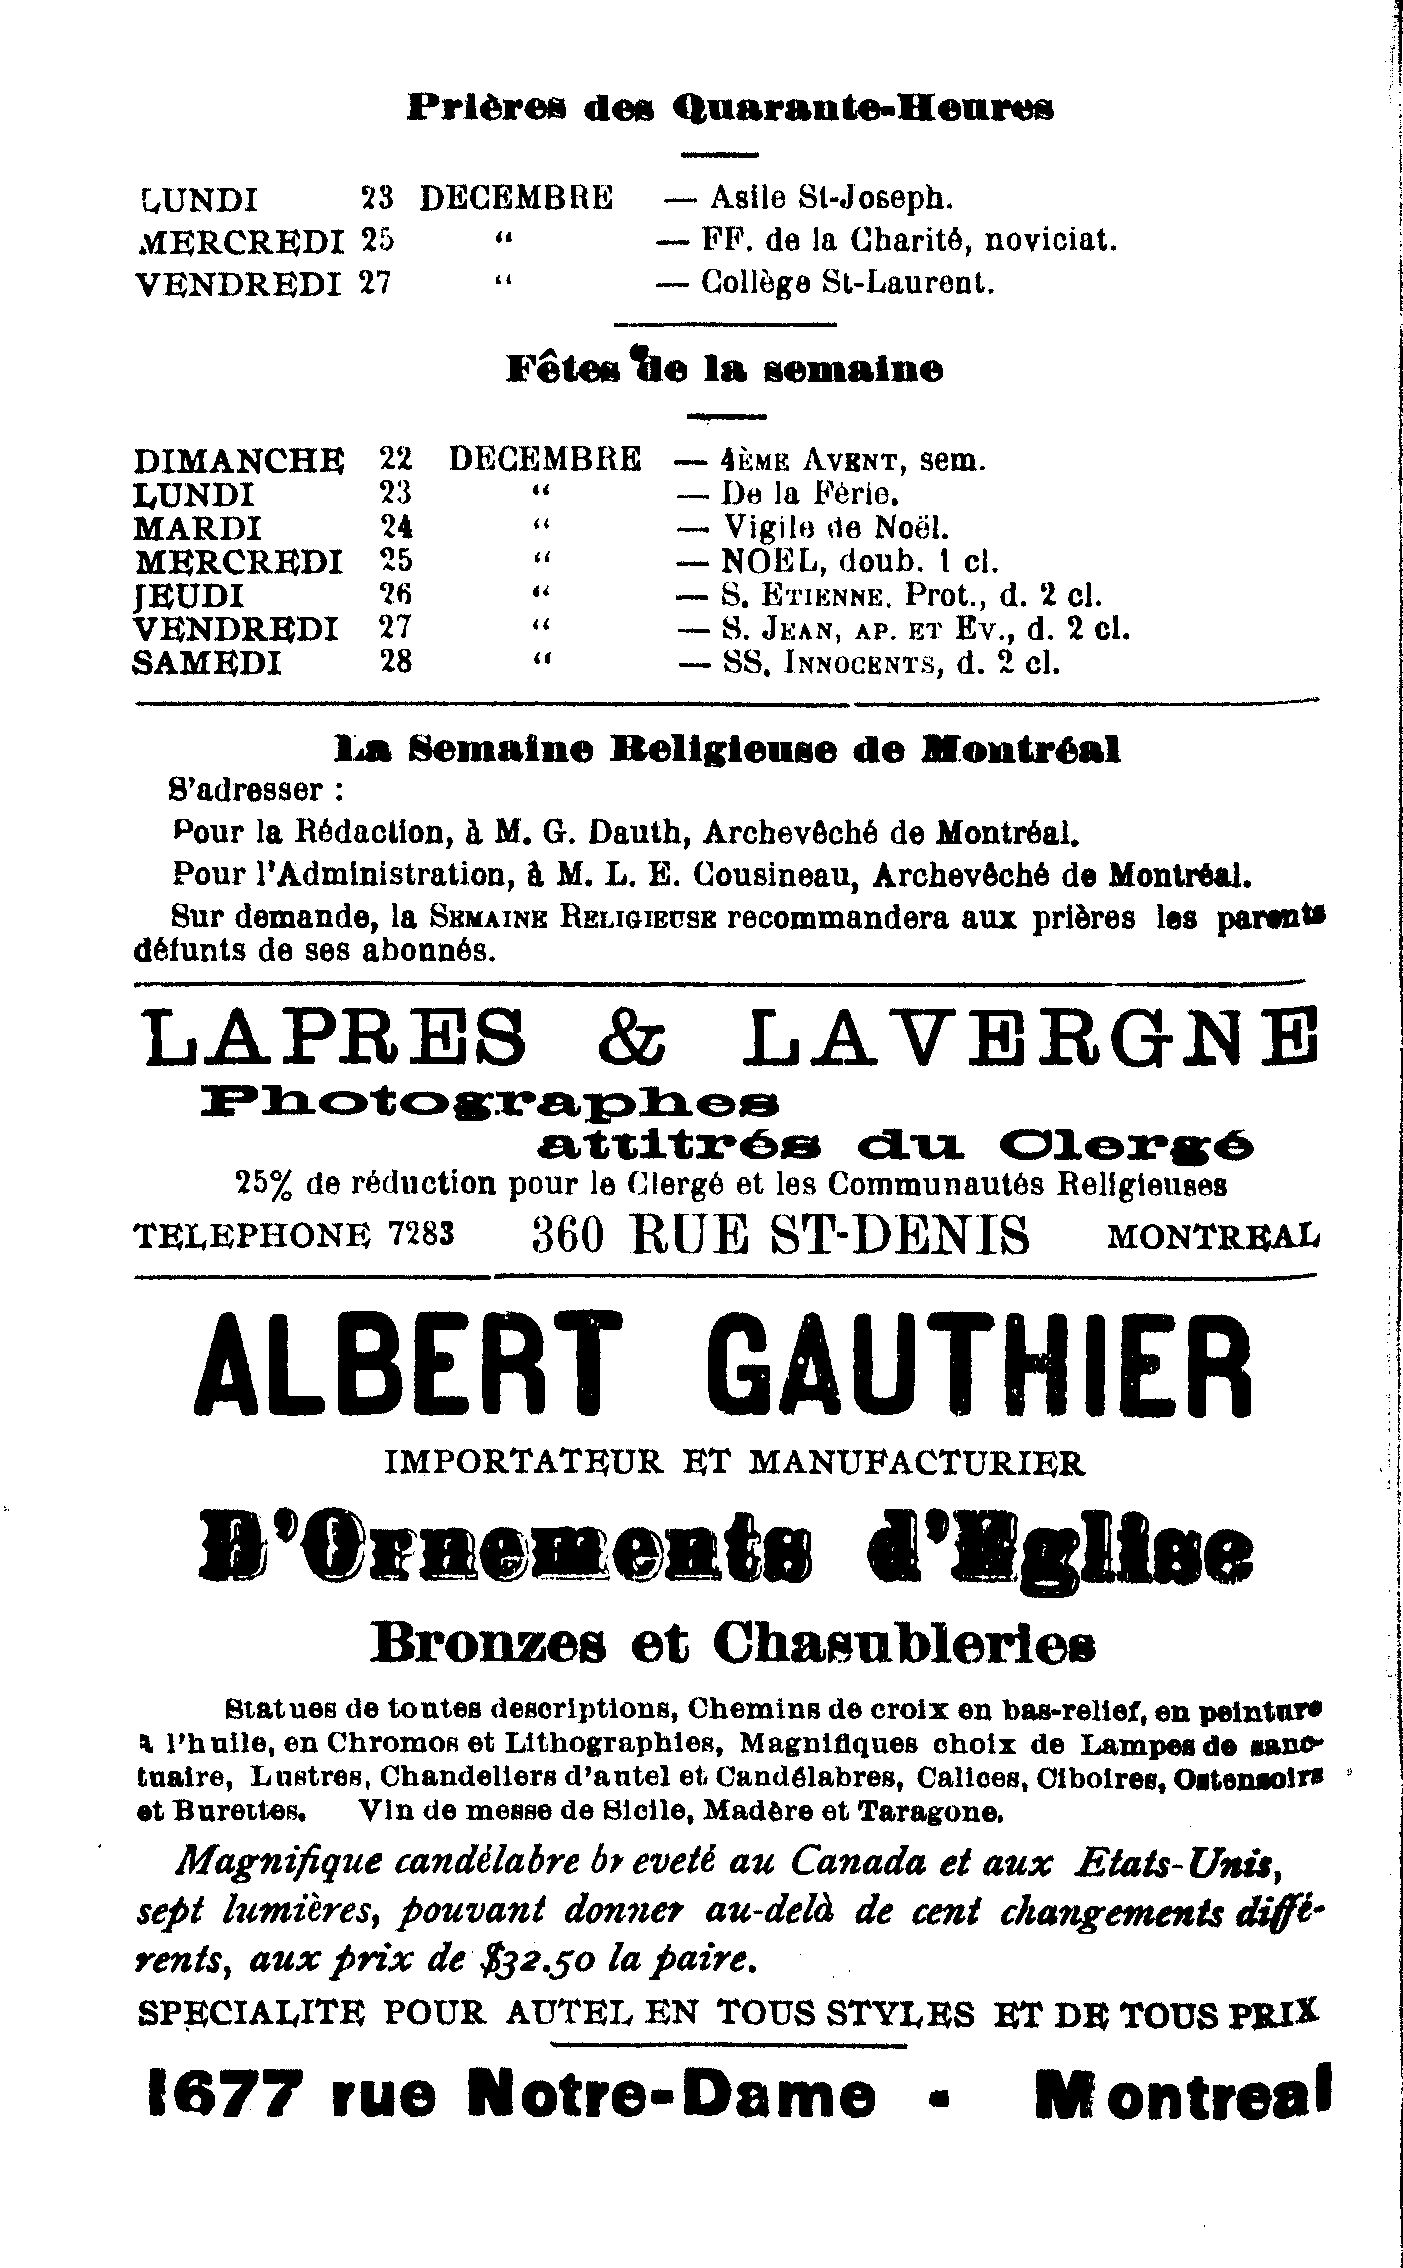 Prières des Quarante-Heures
LUNDI 23 DECEMBRE — Asile St-Joseph.
MERCREDI 25 “ — FF. de la Charité, noviciat.
VENDREDI 27 “ — Collège St-Laurent.
Fêtes de la semaine
DIMANCHE 22 DECEMBRE — 4ÈME AVENT, sem.
LUNDI 23 “ — De la Férie.
MARDI 24 “ — Vigile de Noël.
MERCREDI 25 “ — NOEL, doub. 1 cl.
JEUDI 26 “ — S. ETIENNE. Prot., d. 2 cl.
VENDREDI 27 “ — S. JEAN, AP. ET EV., d. 2 cl.
SAMEDI 28 “ — SS. INNOCENTS, d. 2 cl.
La Semaine Religieuse de Montréal
S'adresser :
Pour la Rédaction, à M. G. Dauth, Archevêché de Montréal.
Pour l'Administration, à M. L. E. Cousineau, Archevêché de Montréal.
Sur demande, la SEMAINE RELIGIEUSE recommandera aux prières les parents
défunts de ses abonnés.
LAPRES & LAVERGNE
Photographes
attitrés du Clergé
25% de réduction pour le Clergé et les Communautés Religieuses
TELEPHONE 7283 360 RUE ST-DENIS MONTREAL
ALBERT GAUTHIER
IMPORTATEUR ET MANUFACTURIER
D'Ornements d'Eglise
Bronzes et Chasubleries
Statues de toutes descriptions, Chemins de croix en bas-relief, en peinture
à l'huile, en Chromos et Lithographies, Magnifiques choix de Lampes de sanc-
tuaire, Lustres, Chandeliers d'autel et Candélabres, Calices, Ciboires, Ostensoirs
et Burettes. Vin de messe de Sicile, Madère et Taragone.
Magnifique candélabre breveté au Canada et aux Etats-Unis,
sept lumières, pouvant donner au-delà de cent changements diffé-
rents, aux prix de $32.50 la paire.
SPECIALITE POUR AUTEL EN TOUS STYLES ET DE TOUS PRIX
1677 rue Notre-Dame - Montreal